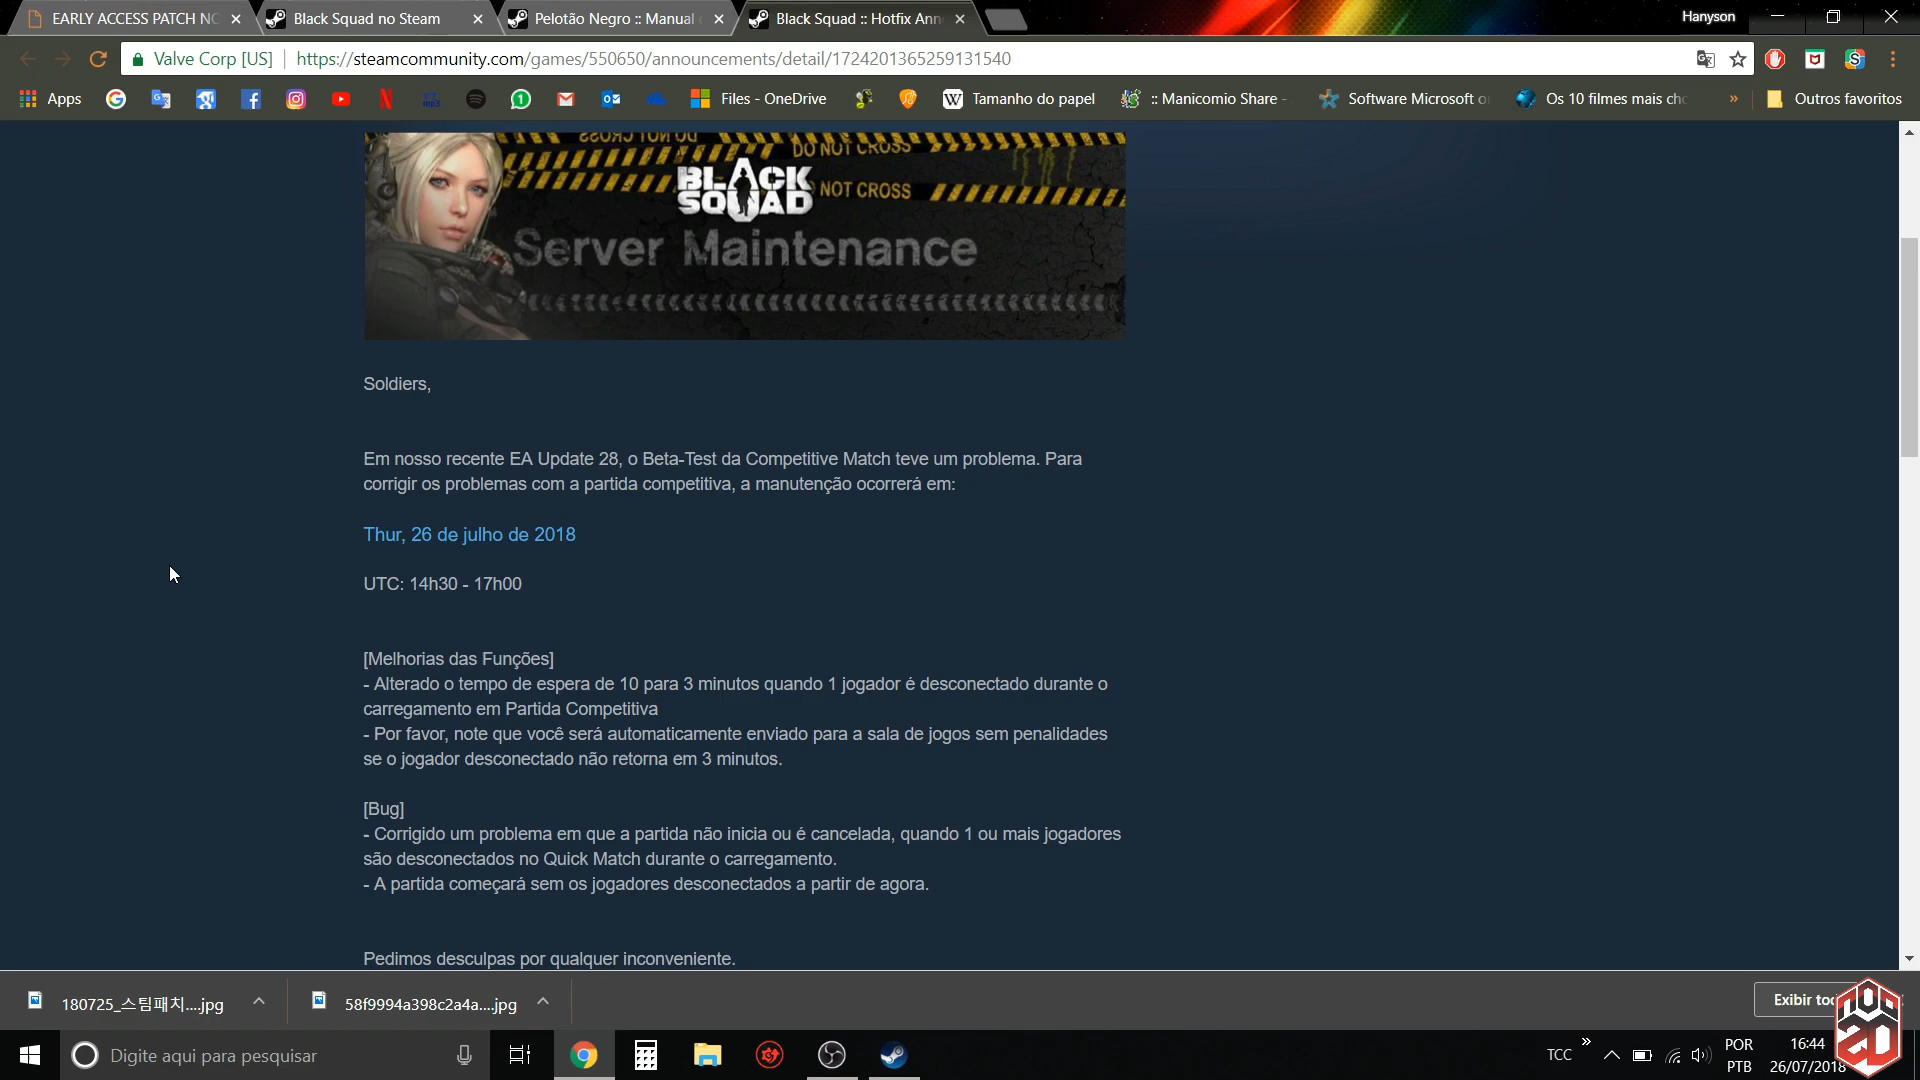 EARLY ACCESS PATCH NO
Black Squad no Steam
Pelotão Negro :: Manual
Black Squad :: Hotfix Ann
Hanyson
Valve Corp [US]
https://steamcommunity.com/games/550650/announcements/detail/1724201365259131540
Apps
Files - OneDrive
Tamanho do papel
:: Manicomio Share -
Software Microsoft o
Os 10 filmes mais ch
»
Outros favoritos
DO NOT CROSS
DO NOT CROSS
BLACK
SQUAD
NOT CROSS
Server Maintenance
Soldiers,
Em nosso recente EA Update 28, o Beta-Test da Competitive Match teve um problema. Para
corrigir os problemas com a partida competitiva, a manutenção ocorrerá em:
Thur, 26 de julho de 2018
UTC: 14h30 - 17h00
[Melhorias das Funções]
- Alterado o tempo de espera de 10 para 3 minutos quando 1 jogador é desconectado durante o
carregamento em Partida Competitiva
- Por favor, note que você será automaticamente enviado para a sala de jogos sem penalidades
se o jogador desconectado não retorna em 3 minutos.
[Bug]
- Corrigido um problema em que a partida não inicia ou é cancelada, quando 1 ou mais jogadores
são desconectados no Quick Match durante o carregamento.
- A partida começará sem os jogadores desconectados a partir de agora.
Pedimos desculpas por qualquer inconveniente.
180725_스팀패치....jpg
58f9994a398c2a4a....jpg
Exibir to
Digite aqui para pesquisar
TCC
»
POR
PTB
16:44
26/07/2018